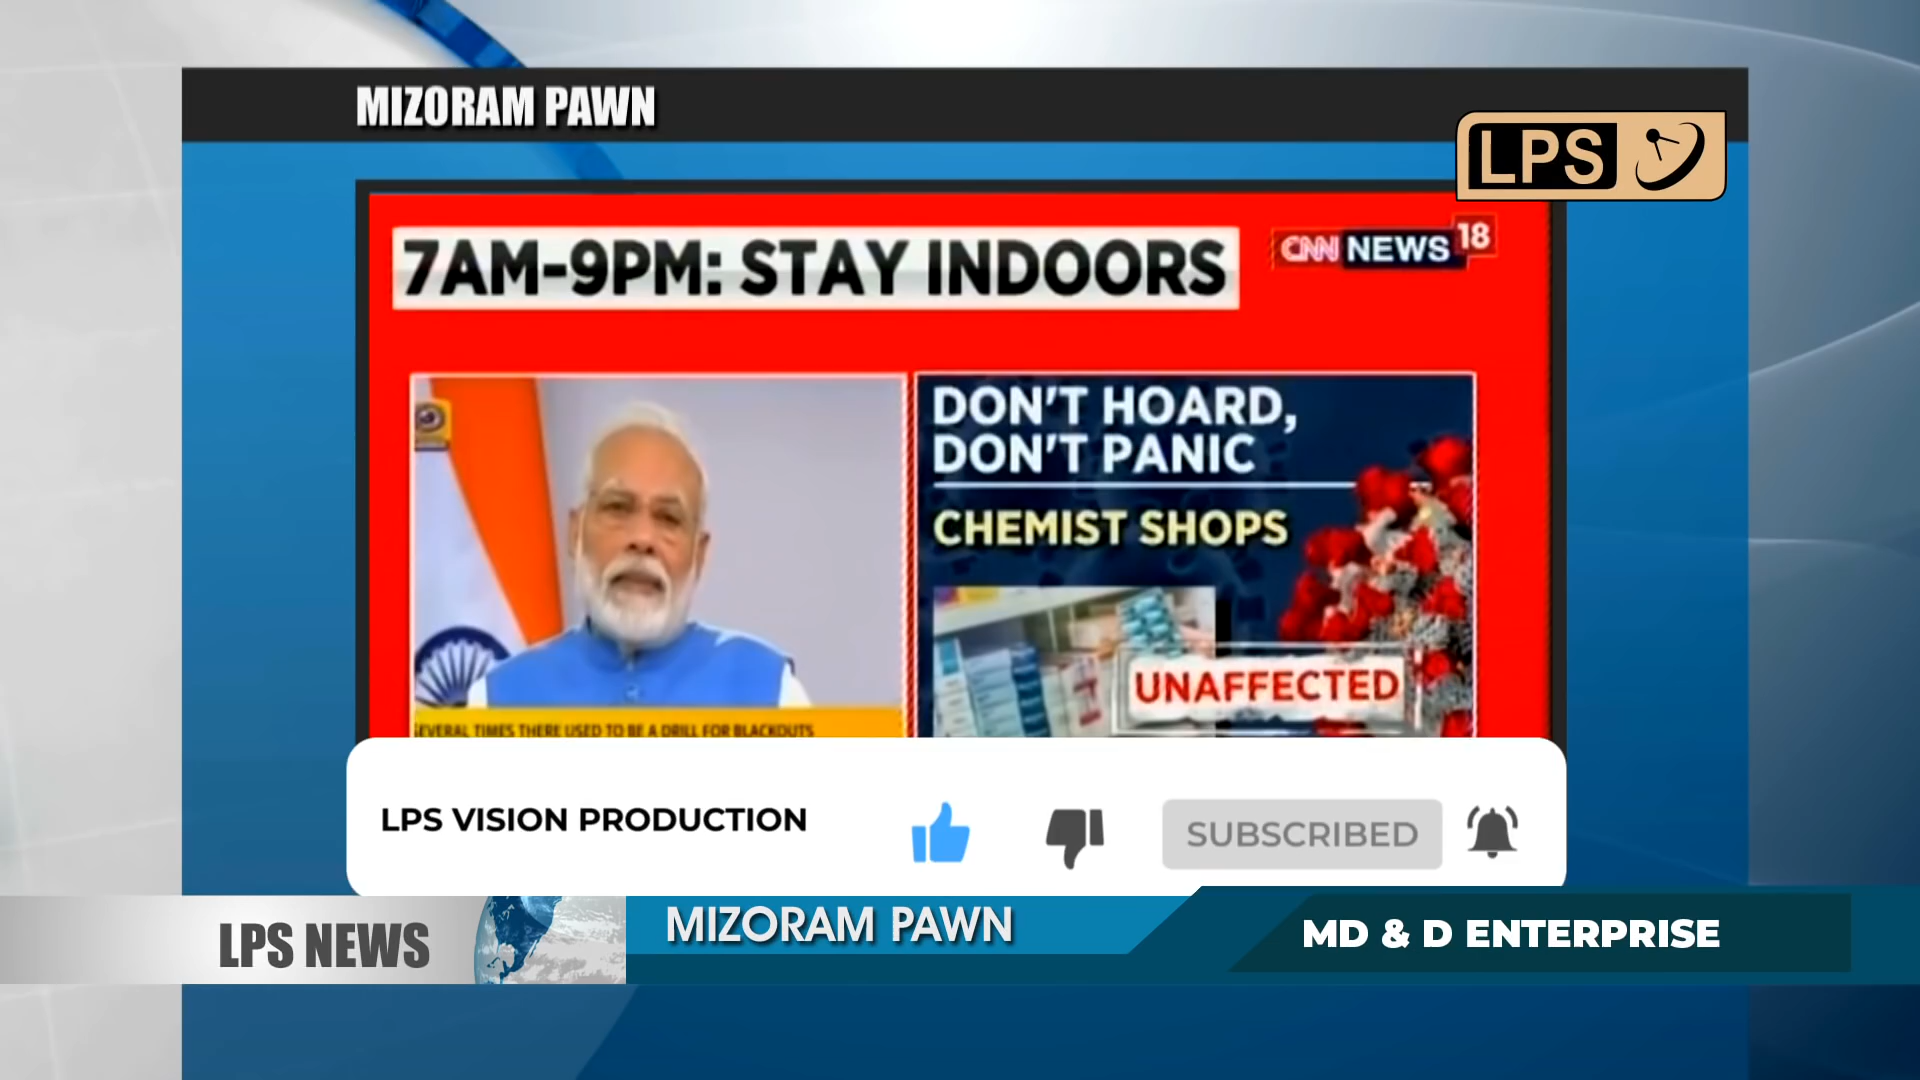 MIZORAM PAWN
LPS
7AM-9PM: STAY INDOORS
CNN NEWS 18
DON'T HOARD,
DON'T PANIC
CHEMIST SHOPS
UNAFFECTED
SEVERAL TIMES THERE USED TO BE A DRILL FOR BLACKOUTS
LPS VISION PRODUCTION
SUBSCRIBED
LPS NEWS
MIZORAM PAWN
MD & D ENTERPRISE